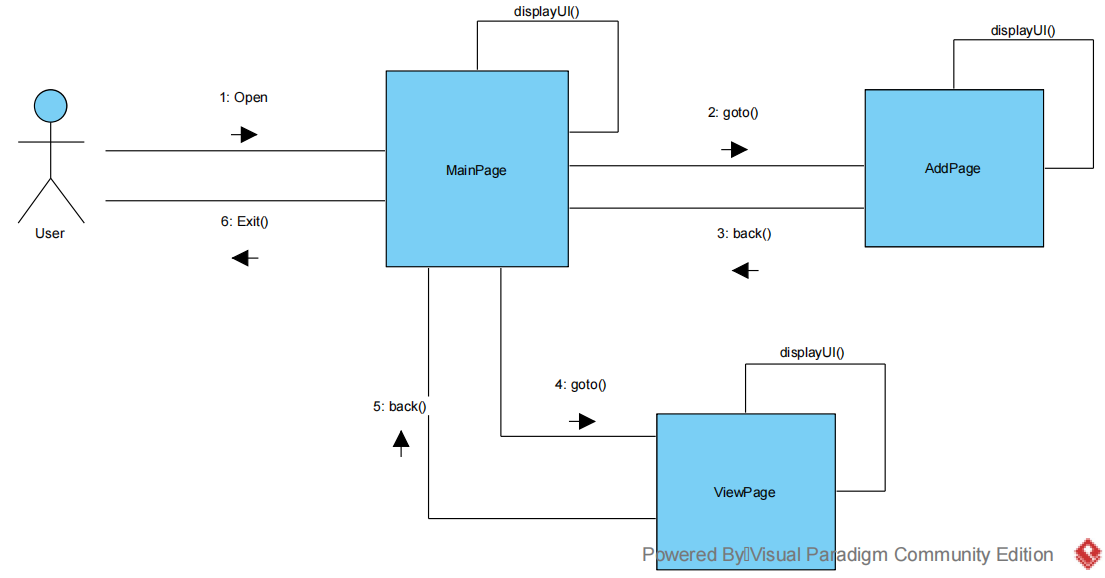 displayUI()
displayUI()
1: Open
2: goto()
MainPage
AddPage
6: Exit()
User
3: back()
displayUI()
4: goto()
5: back()
ViewPage
Powered By Visual Paradigm Community Edition